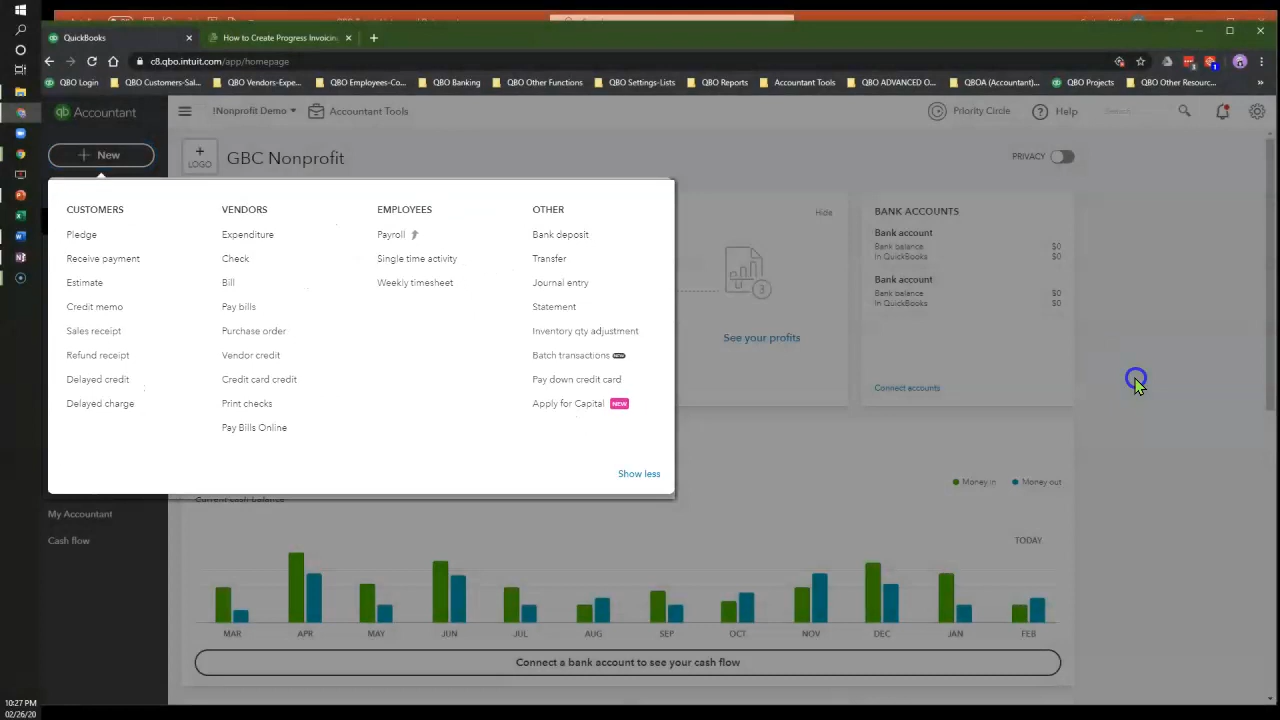 QuickBooks
How to Create Progress Invoicing
c8.qbo.intuit.com/app/homepage
QBO Login
QBO Customers-Sal...
QBO Vendors-Expe...
QBO Employees-Co...
QBO Banking
QBO Other Functions
QBO Settings-Lists
QBO Reports
Accountant Tools
QBO ADVANCED O...
QBOA (Accountant)...
QBO Projects
QBO Other Resourc...
qb Accountant
!Nonprofit Demo
Accountant Tools
Priority Circle
Help
Search
+ New
+
LOGO
GBC Nonprofit
PRIVACY
CUSTOMERS
Pledge
Receive payment
Estimate
Credit memo
Sales receipt
Refund receipt
Delayed credit
Delayed charge
VENDORS
Expenditure
Check
Bill
Pay bills
Purchase order
Vendor credit
Credit card credit
Print checks
Pay Bills Online
EMPLOYEES
Payroll
Single time activity
Weekly timesheet
OTHER
Bank deposit
Transfer
Journal entry
Statement
Inventory qty adjustment
Batch transactions NEW
Pay down credit card
Apply for Capital NEW
Show less
Hide
3
See your profits
BANK ACCOUNTS
Bank account
Bank balance $0
In QuickBooks $0
Bank account
Bank balance $0
In QuickBooks $0
Connect accounts
My Accountant
Cash flow
Current cash balance
Money in
Money out
TODAY
MAR APR MAY JUN JUL AUG SEP OCT NOV DEC JAN FEB
Connect a bank account to see your cash flow
10:27 PM
02/26/20